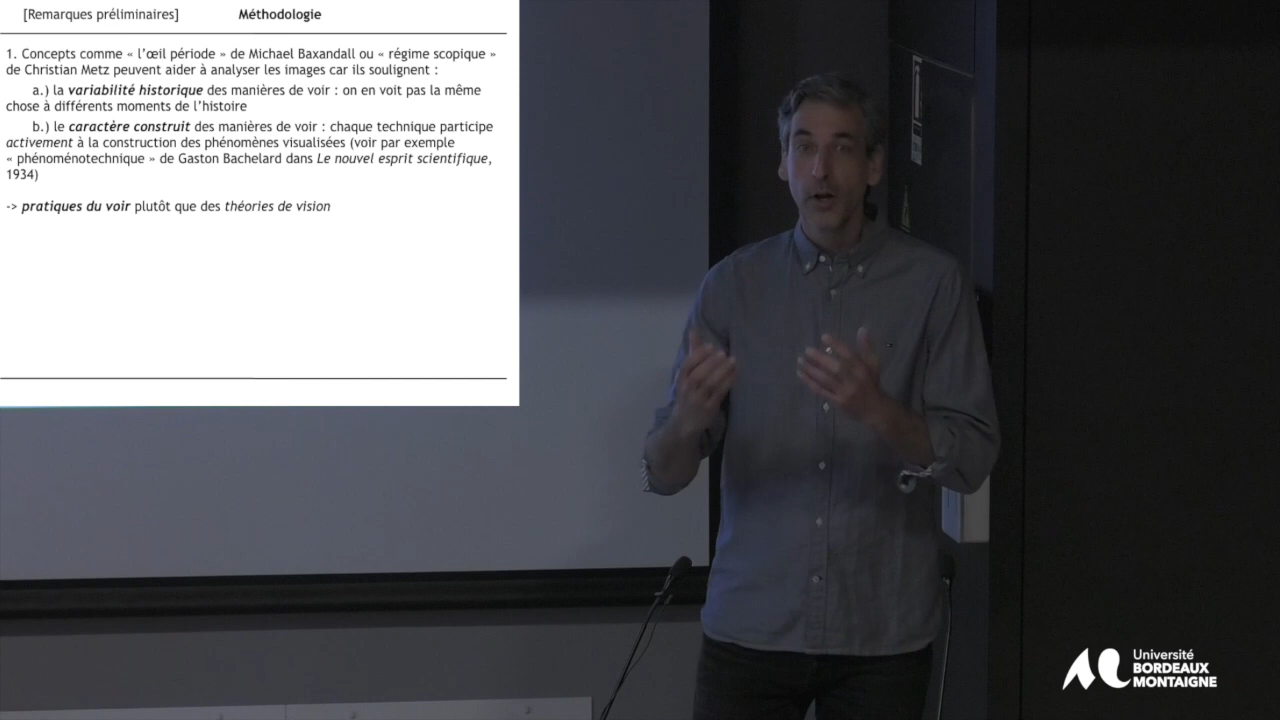 [Remarques préliminaires] Méthodologie
1. Concepts comme « l’œil période » de Michael Baxandall ou « régime scopique »
de Christian Metz peuvent aider à analyser les images car ils soulignent :
a.) la variabilité historique des manières de voir : on en voit pas la même
chose à différents moments de l’histoire
b.) le caractère construit des manières de voir : chaque technique participe
activement à la construction des phénomènes visualisées (voir par exemple
« phénoménotechnique » de Gaston Bachelard dans Le nouvel esprit scientifique,
1934)
-> pratiques du voir plutôt que des théories de vision
Université
BORDEAUX
MONTAIGNE